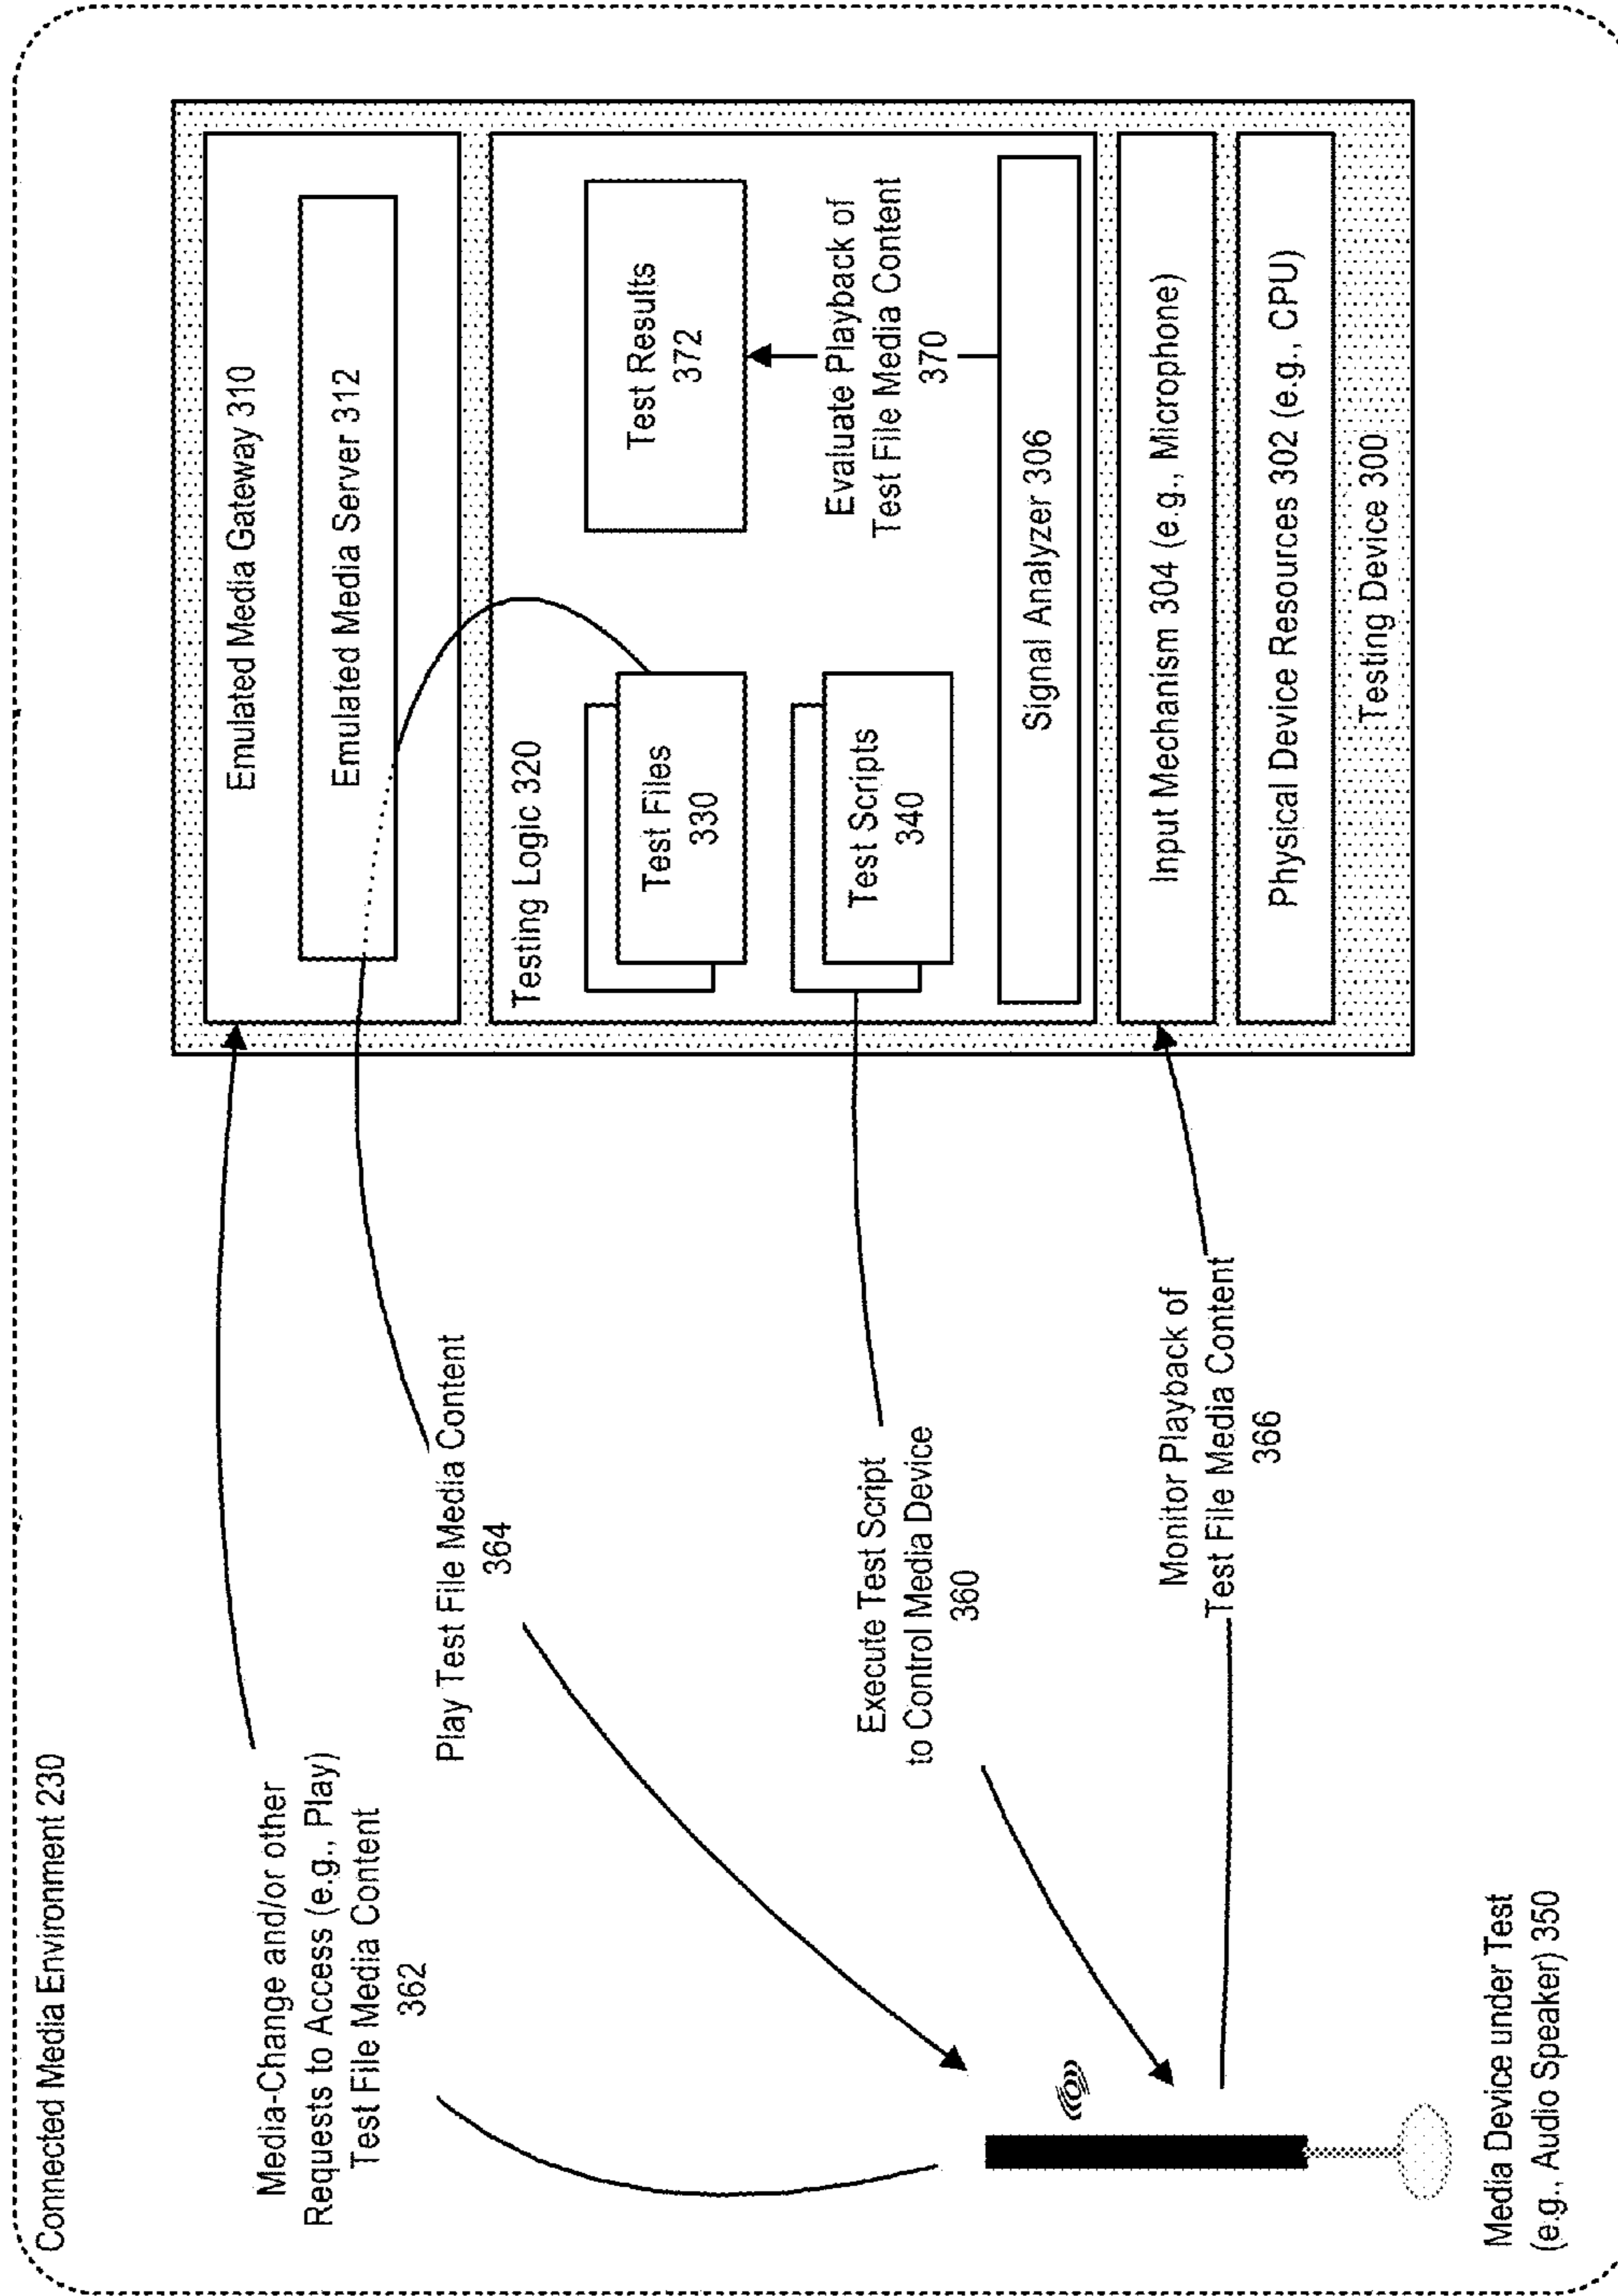 Connected Media Environment 230
Media-Change and/or other
Requests to Access (e.g., Play)
Test File Media Content
362
Play Test File Media Content
364
Execute Test Script
to Control Media Device
360
Monitor Playback of
Test File Media Content
366
Media Device under Test
(e.g., Audio Speaker) 350
Emulated Media Gateway 310
Emulated Media Server 312
Testing Logic 320
Test Files
330
Test Scripts
340
Test Results
372
Evaluate Playback of
Test File Media Content
370
Signal Analyzer 306
Input Mechanism 304 (e.g., Microphone)
Physical Device Resources 302 (e.g., CPU)
Testing Device 300